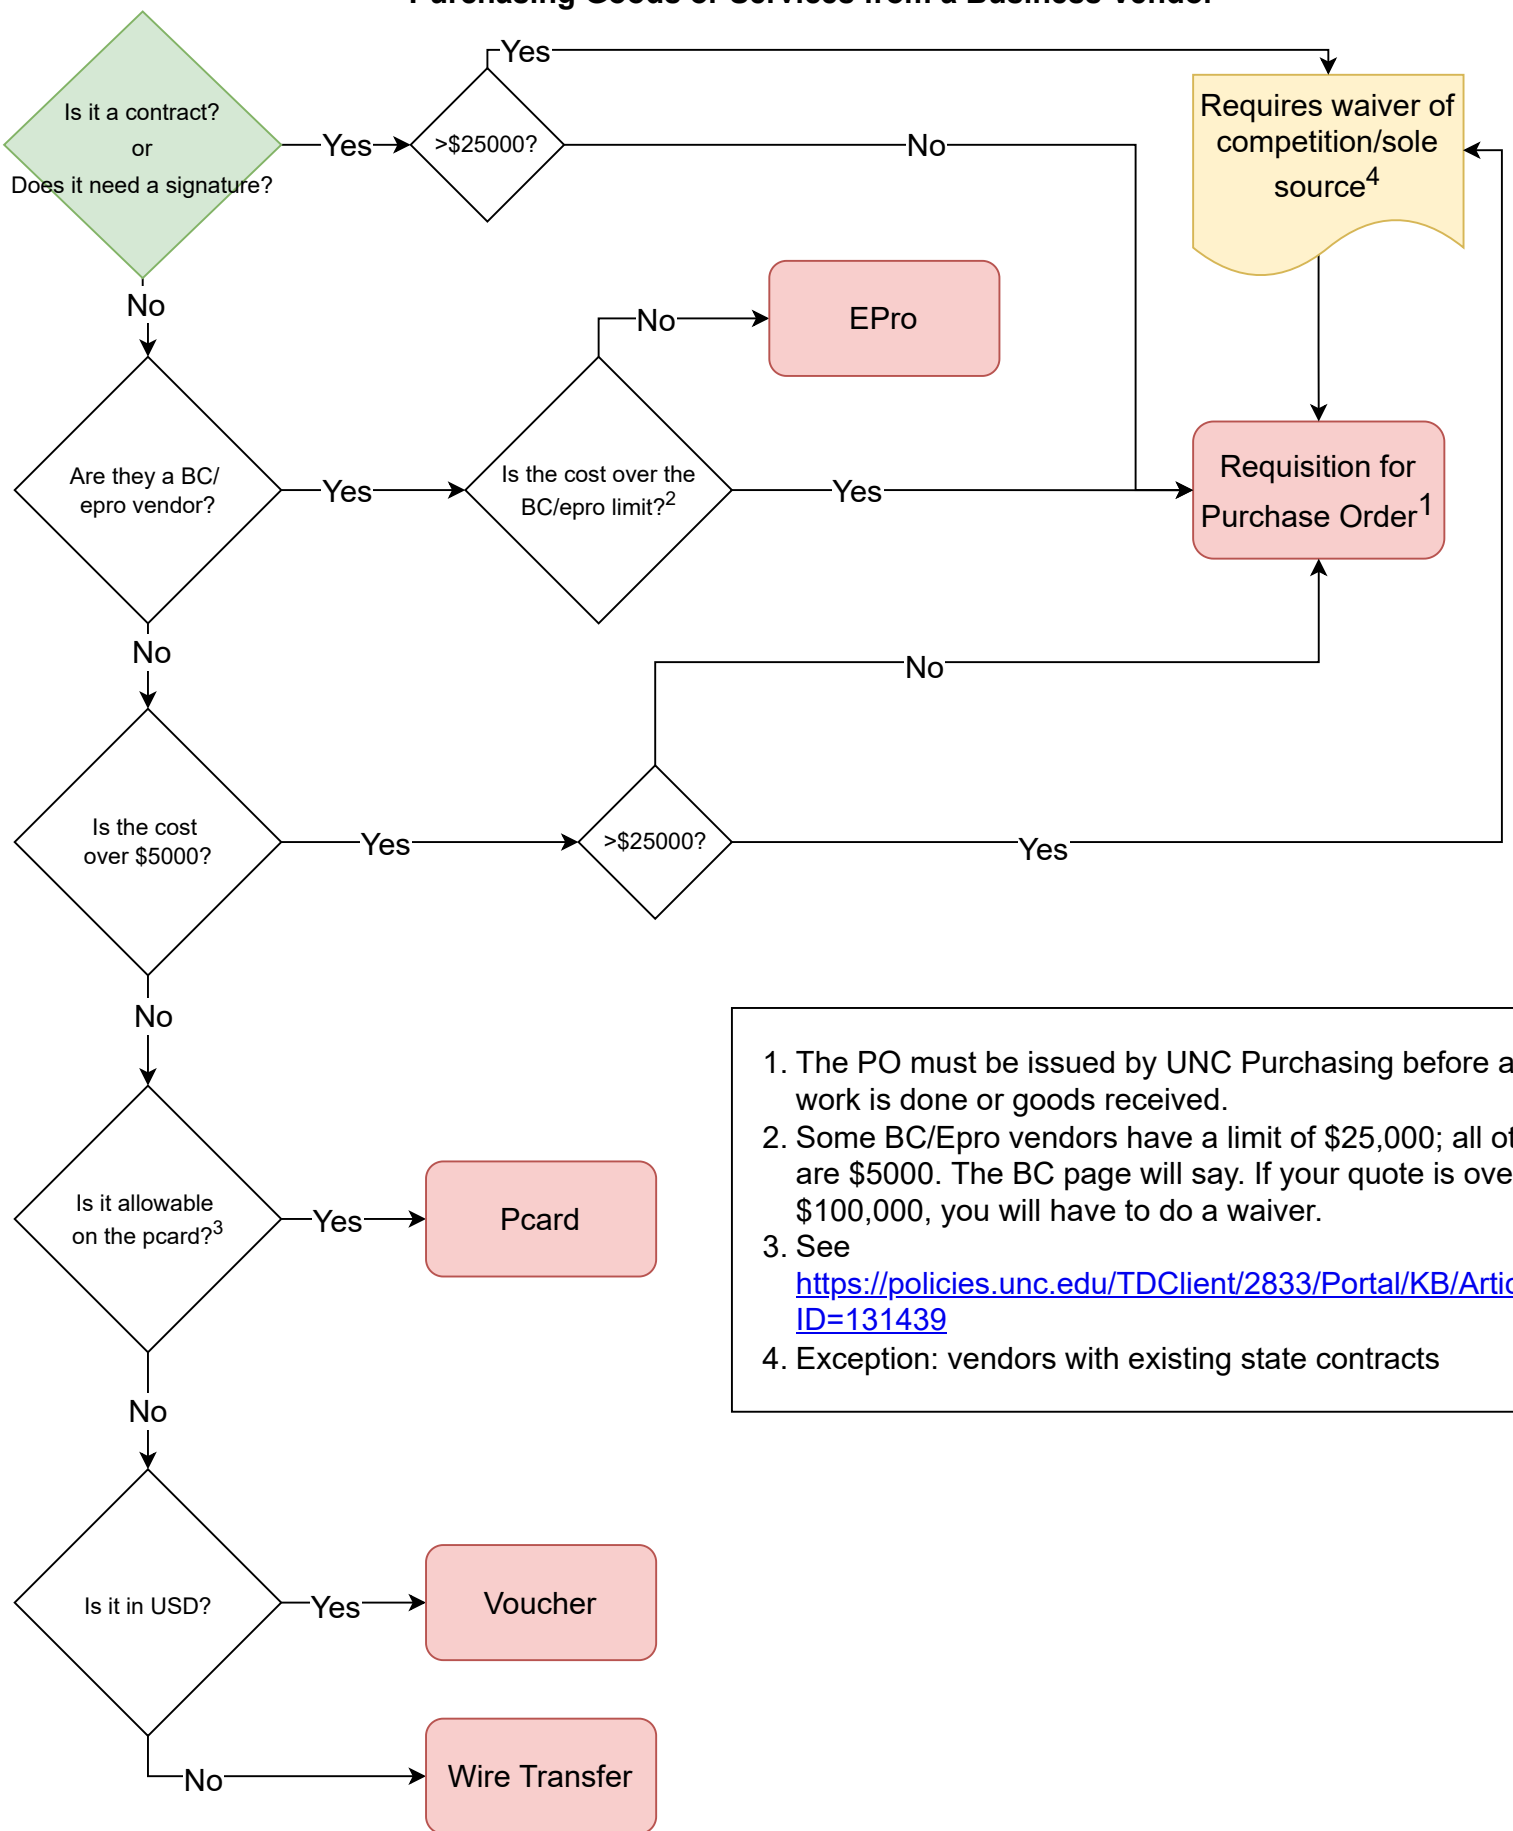 Purchasing Goods or Services from a Business Vendor
Yes
Is it a contract?
or
Does it need a signature?
Yes
>$25000?
No
Requires waiver of
competition/sole
source4
No
No
EPro
Are they a BC/
epro vendor?
Yes
Is the cost over the
BC/epro limit?2
Yes
Requisition for
Purchase Order1
No
No
Is the cost
over $5000?
Yes
>$25000?
Yes
No
1. The PO must be issued by UNC Purchasing before a
work is done or goods received.
2. Some BC/Epro vendors have a limit of $25,000; all ot
are $5000. The BC page will say. If your quote is ove
$100,000, you will have to do a waiver.
3. See
https://policies.unc.edu/TDClient/2833/Portal/KB/Artic
ID=131439
4. Exception: vendors with existing state contracts
Is it allowable
on the pcard?3
Yes
Pcard
No
Is it in USD?
Yes
Voucher
No
Wire Transfer